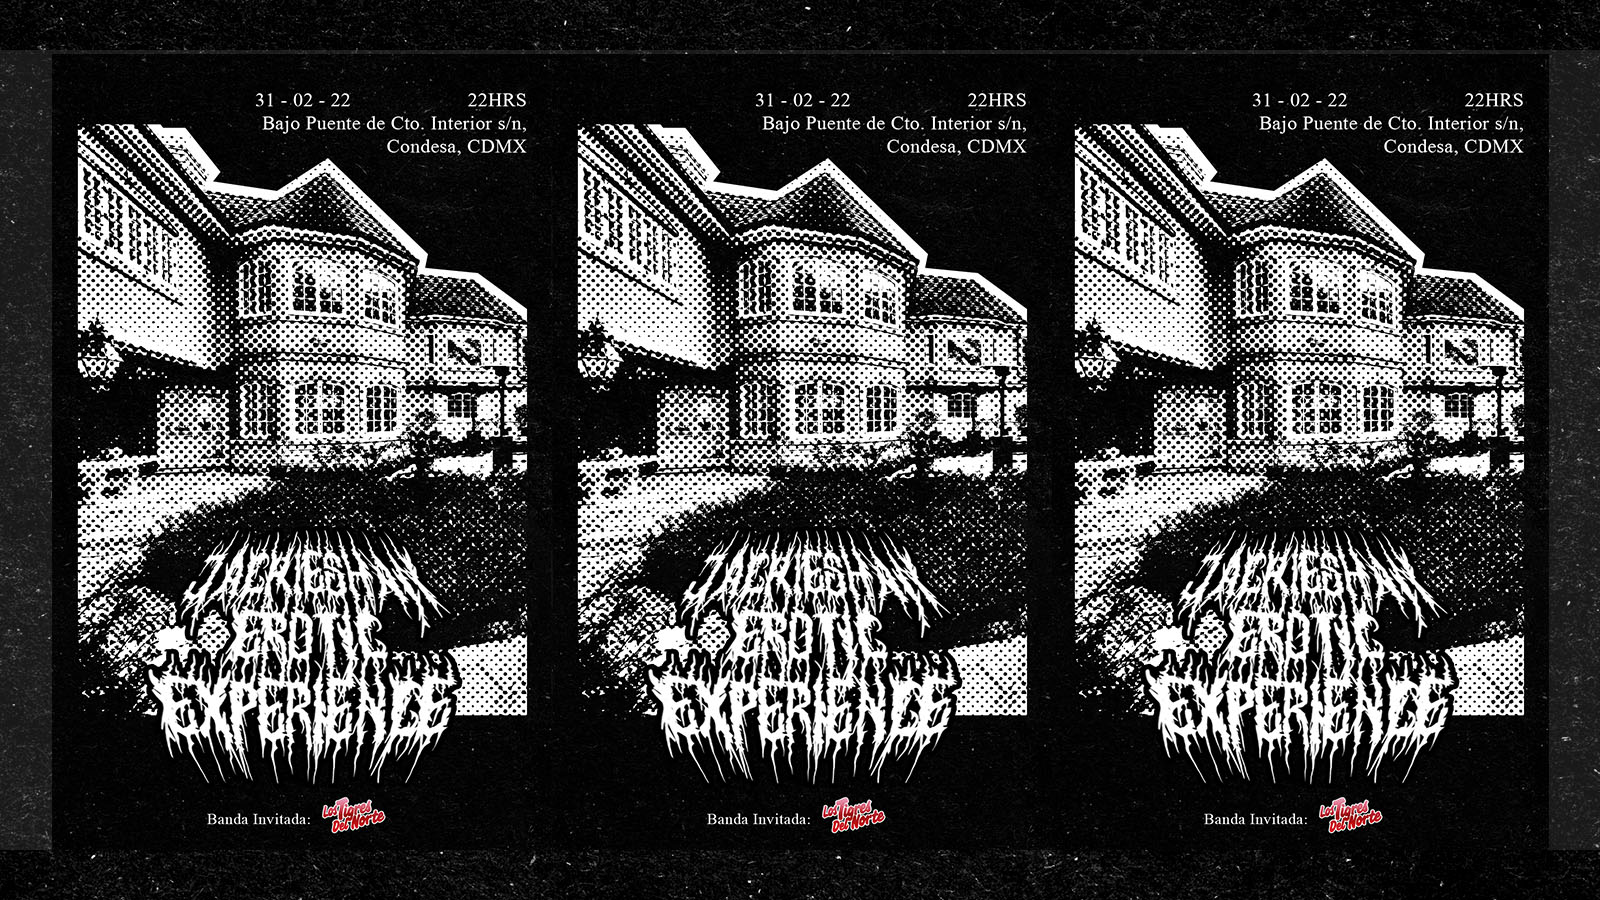 31 - 02 - 22 22HRS
Bajo Puente de Cto. Interior s/n,
Condesa, CDMX
JACKIESHAN
EROTIC
EXPERIENCE
Banda Invitada: Los Tigres Del Norte
31 - 02 - 22 22HRS
Bajo Puente de Cto. Interior s/n,
Condesa, CDMX
JACKIESHAN
EROTIC
EXPERIENCE
Banda Invitada: Los Tigres Del Norte
31 - 02 - 22 22HRS
Bajo Puente de Cto. Interior s/n,
Condesa, CDMX
JACKIESHAN
EROTIC
EXPERIENCE
Banda Invitada: Los Tigres Del Norte